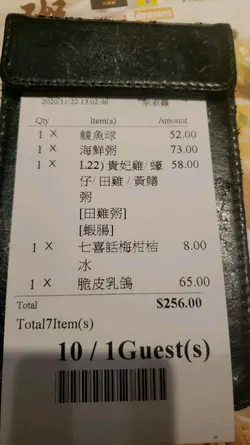 粥
2020/11/22 13:02:46
Qty Item(s) Amount
1 X 鯪魚球 52.00
1 X 海鮮粥 73.00
1 X L22) 貴妃雞/ 蠔 58.00
仔/ 田雞 / 黃鱔
粥
[田雞粥]
[蝦腸]
1 X 七喜話梅柑桔 8.00
冰
1 X 脆皮乳鴿 65.00
Total $256.00
Total7Item(s)
10 / 1Guest(s)